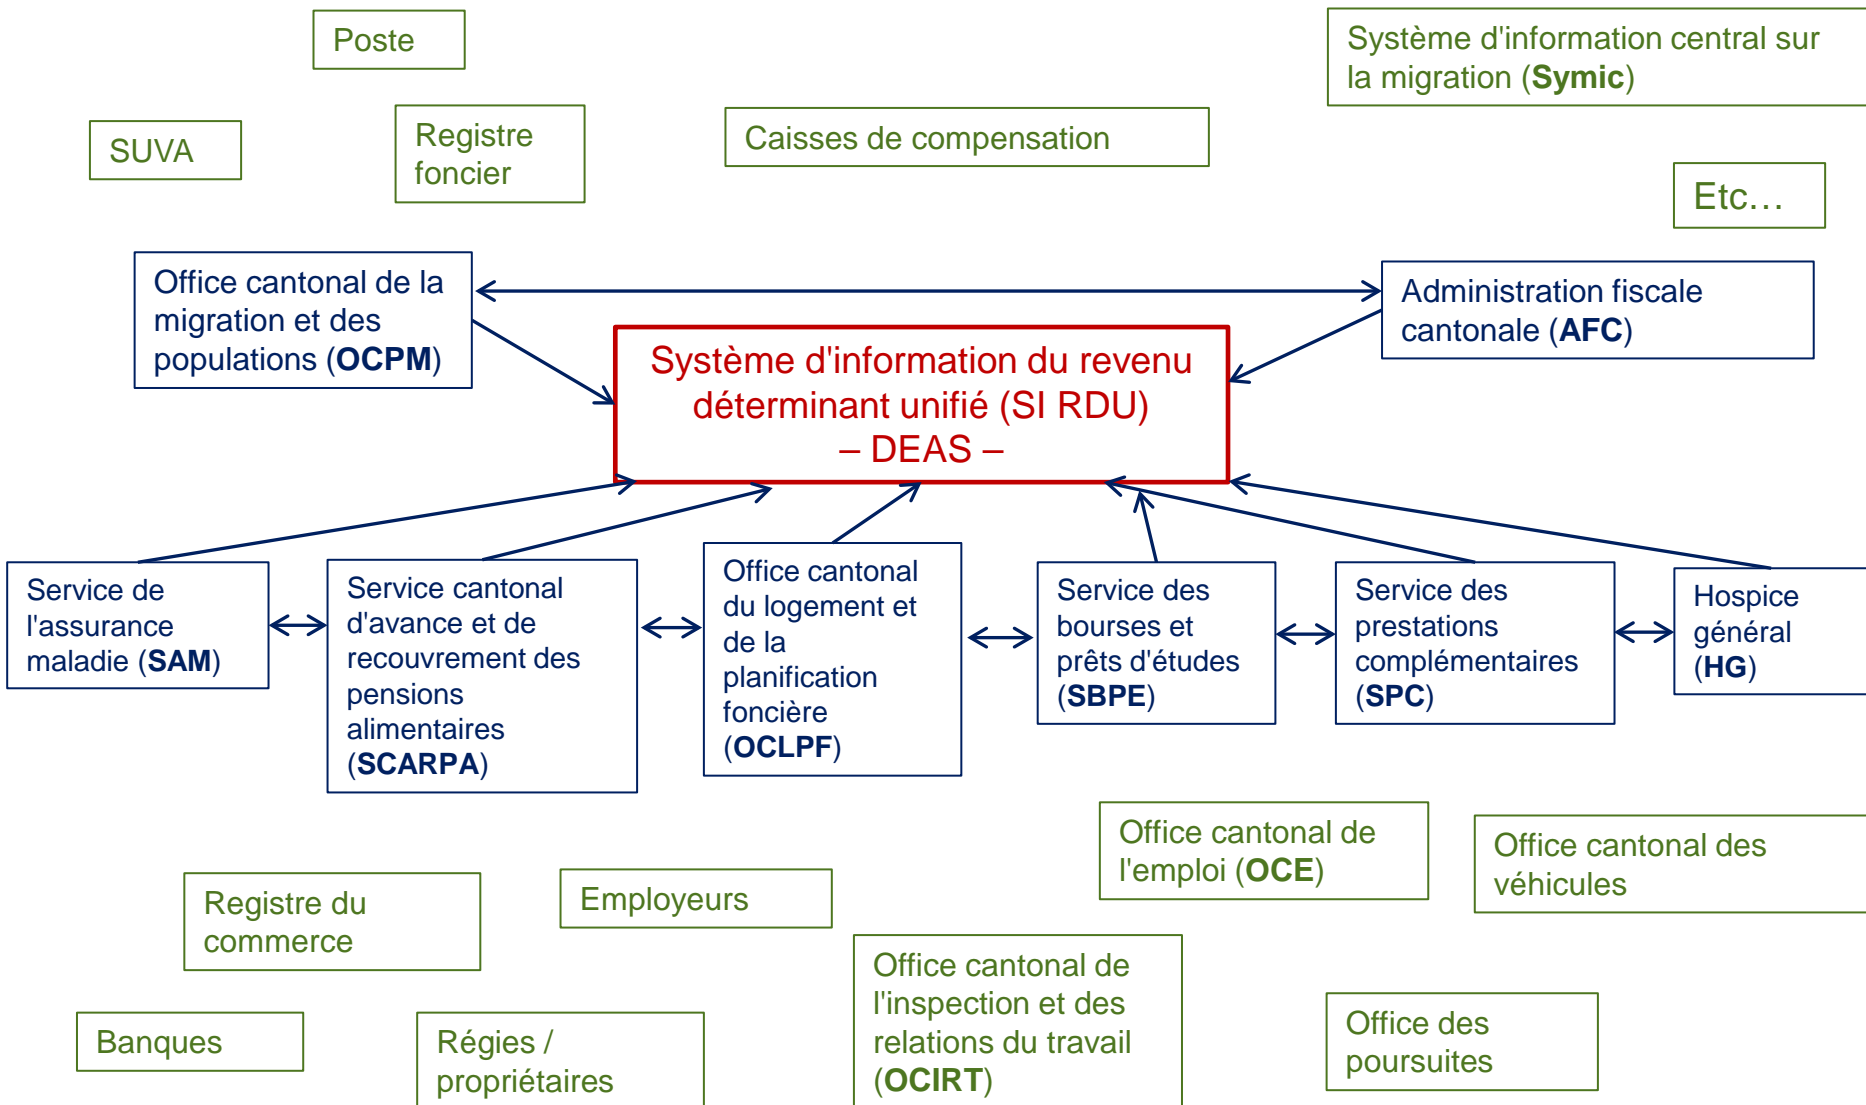 Poste
Système d'information central sur
la migration (Symic)
SUVA
Registre
foncier
Caisses de compensation
Etc…
Office cantonal de la
migration et des
populations (OCPM)
Administration fiscale
cantonale (AFC)
Système d'information du revenu
déterminant unifié (SI RDU)
– DEAS –
Service de
l'assurance
maladie (SAM)
Service cantonal
d'avance et de
recouvrement des
pensions
alimentaires
(SCARPA)
Office cantonal
du logement et
de la
planification
foncière
(OCLPF)
Service des
bourses et
prêts d'études
(SBPE)
Service des
prestations
complémentaires
(SPC)
Hospice
général
(HG)
Office cantonal de
l'emploi (OCE)
Office cantonal des
véhicules
Registre du
commerce
Employeurs
Office cantonal de
l'inspection et des
relations du travail
(OCIRT)
Banques
Régies /
propriétaires
Office des
poursuites